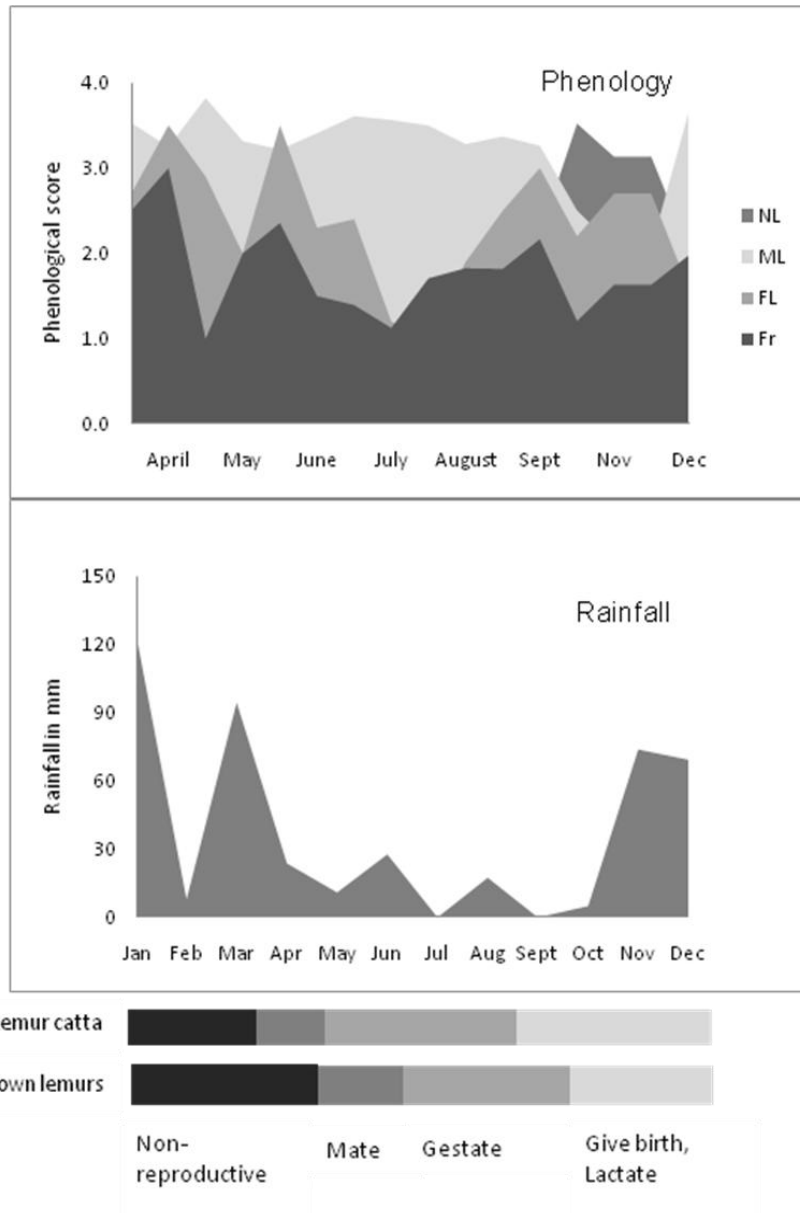 Phenology
4.0
3.0
2.0
1.0
0.0
Phenological score
April May June July August Sept Nov Dec
NL
ML
FL
Fr
Rainfall
150
120
90
60
30
0
Rainfall in mm
Jan Feb Mar Apr May Jun Jul Aug Sept Oct Nov Dec
emur catta
own lemurs
Non-
reproductive
Mate
Gestate
Give birth,
Lactate